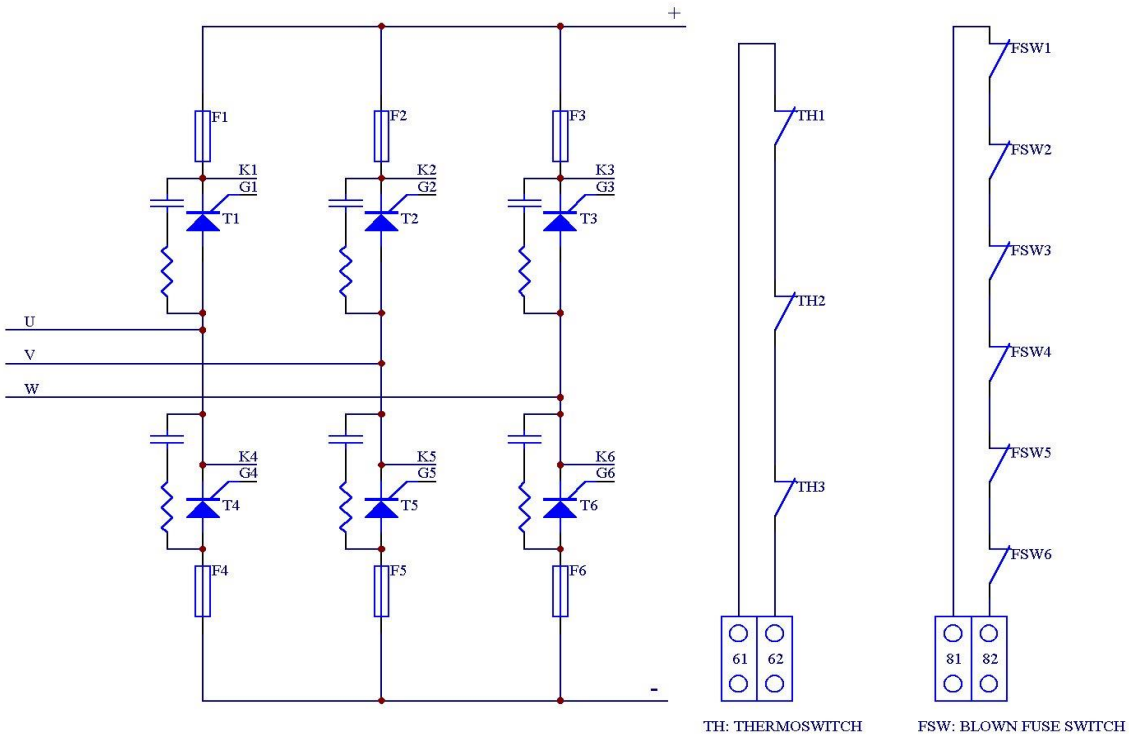 +
F1 F2 F3
K1 K2 K3
G1 G2 G3
T1 T2 T3
U
V
W
K4 K5 K6
G4 G5 G6
T4 T5 T6
F4 F5 F6
-
TH1
TH2
TH3
61 62
TH: THERMOSWITCH
FSW1
FSW2
FSW3
FSW4
FSW5
FSW6
81 82
FSW: BLOWN FUSE SWITCH